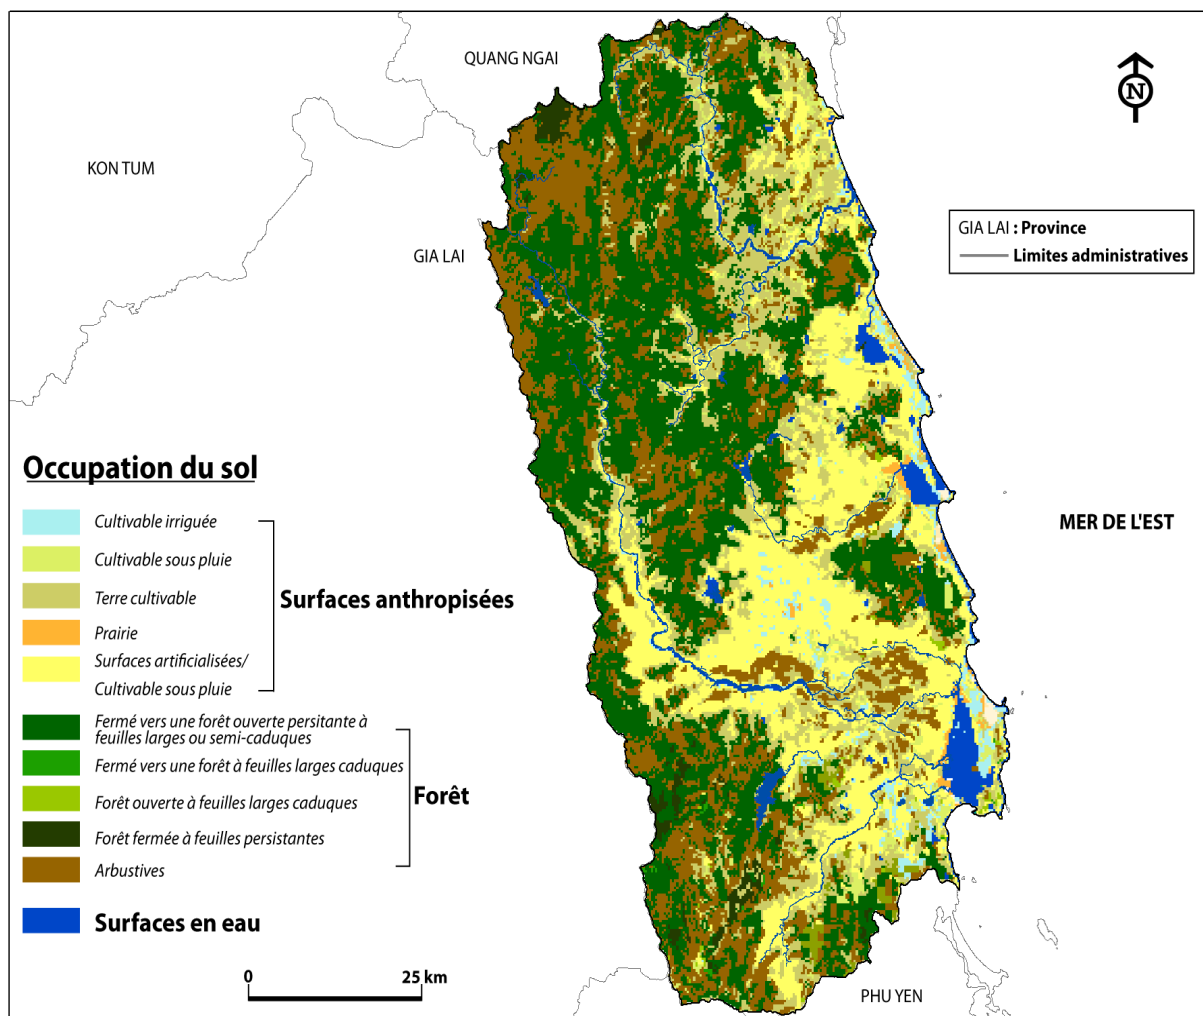 QUANG NGAI
N
KON TUM
GIA LAI : Province
Limites administratives
GIA LAI
MER DE L'EST
Occupation du sol
Cultivable irriguée
Cultivable sous pluie
Terre cultivable
Prairie
Surfaces artificialisées/
Cultivable sous pluie
Surfaces anthropisées
Fermé vers une forêt ouverte persitante à
feuilles larges ou semi-caduques
Fermé vers une forêt à feuilles larges caduques
Forêt ouverte à feuilles larges caduques
Forêt fermée à feuilles persistantes
Arbustives
Forêt
Surfaces en eau
0
25 km
PHU YEN